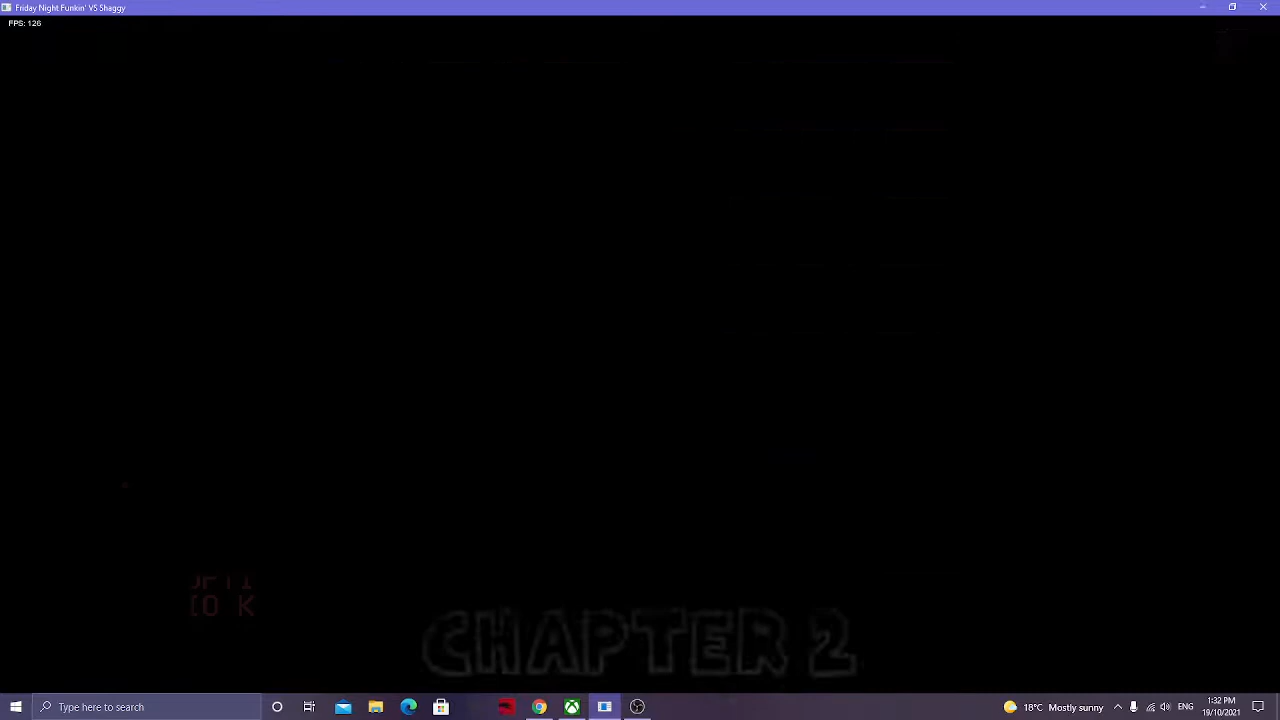 Friday Night Funkin' VS Shaggy
FPS: 126
CHAPTER 2
Type here to search
18°C Mostly sunny
ENG
1:32 PM
19/10/2021